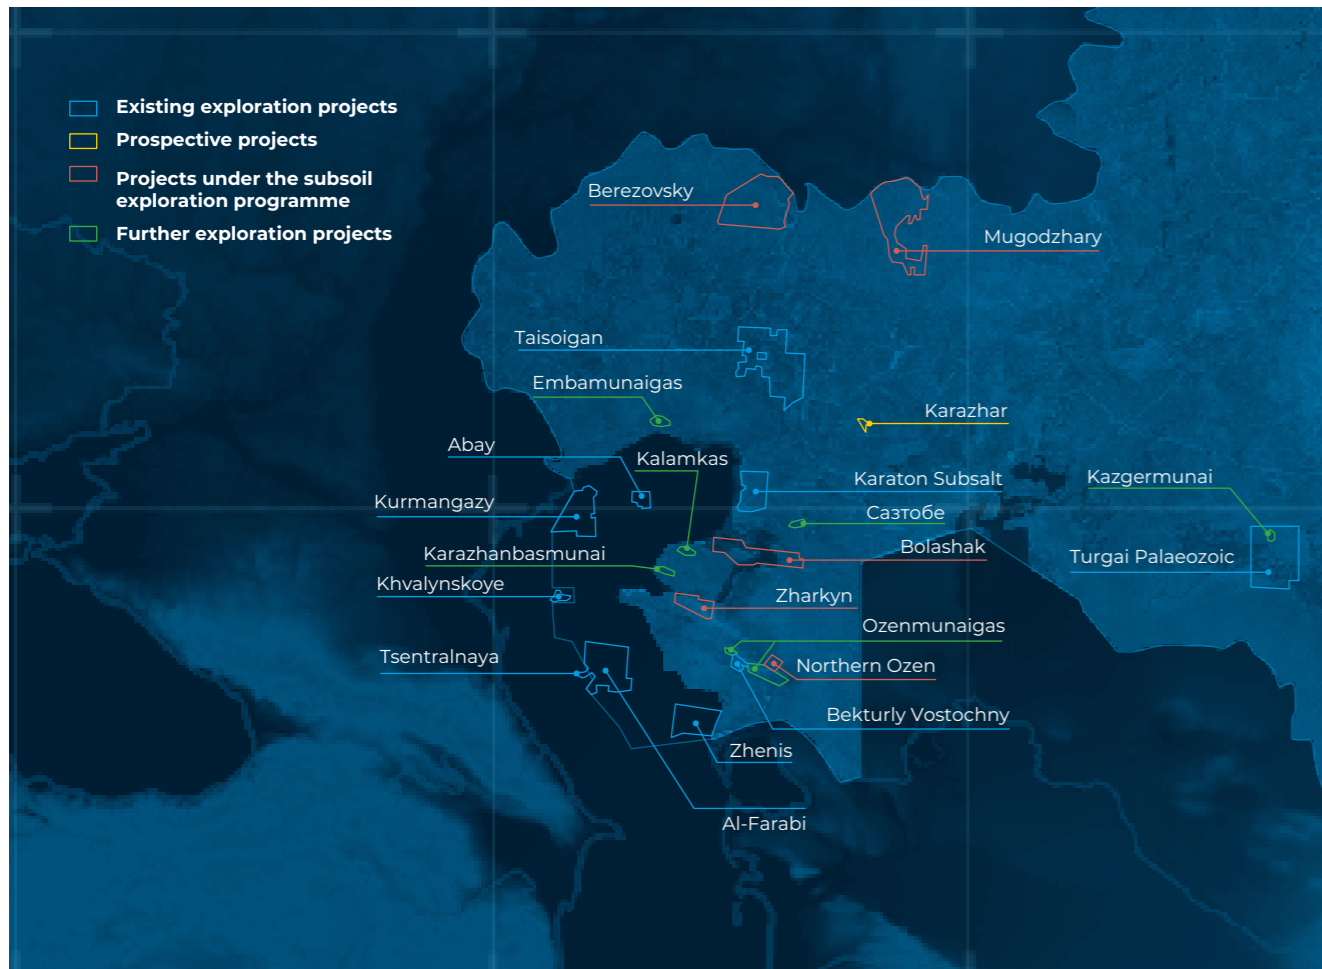 Existing exploration projects
Prospective projects
Projects under the subsoil
exploration programme
Further exploration projects
Berezovsky
Mugodzhary
Taisoigan
Embamunaigas
Karazhar
Abay
Kalamkas
Karaton Subsalt
Kazgermunai
Kurmangazy
Сазтобе
Karazhanbasmunai
Bolashak
Turgai Palaeozoic
Khvalynskoye
Zharkyn
Ozenmunaigas
Tsentralnaya
Northern Ozen
Bekturly Vostochny
Zhenis
Al-Farabi